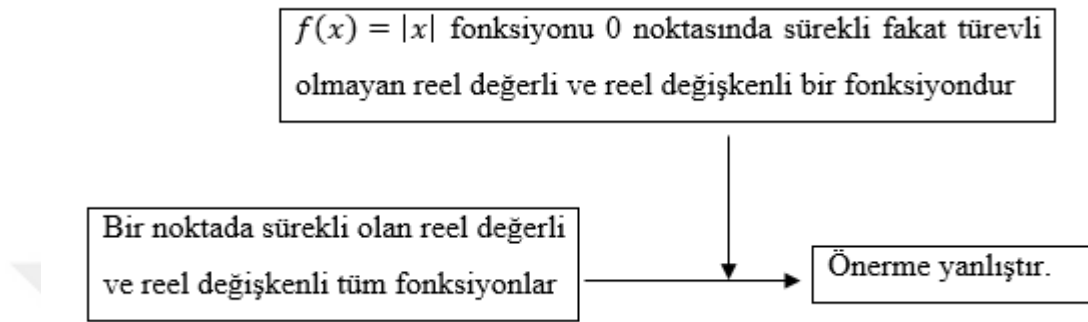 f(x) = |x| fonksiyonu 0 noktasında sürekli fakat türevli
olmayan reel değerli ve reel değişkenli bir fonksiyondur
Bir noktada sürekli olan reel değerli
ve reel değişkenli tüm fonksiyonlar
Önerme yanlıştır.